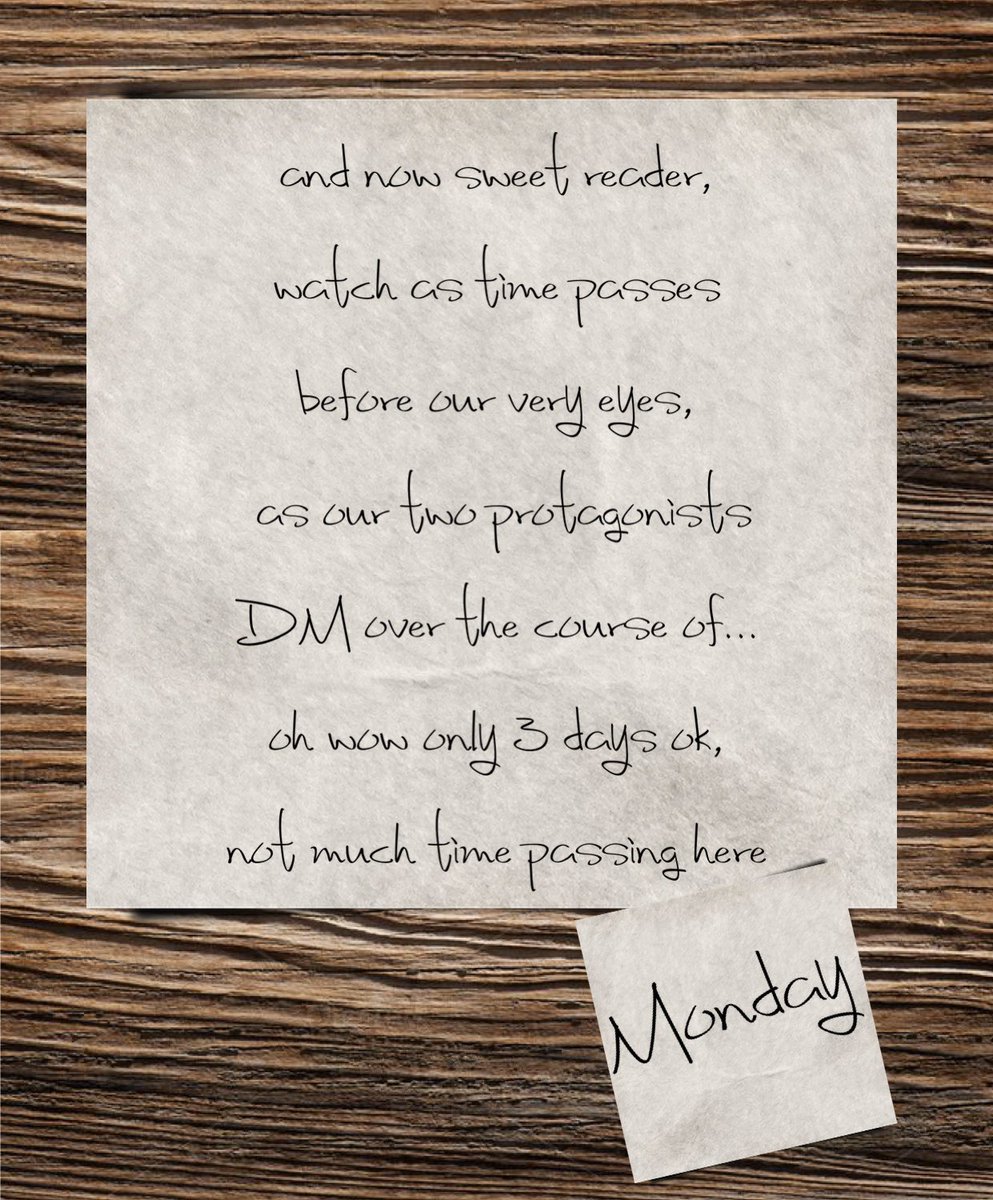 and now sweet reader,
watch as time passes
before our very eyes,
as our two protagonists
DM over the course of...
oh wow only 3 days ok,
not much time passing here
Monday